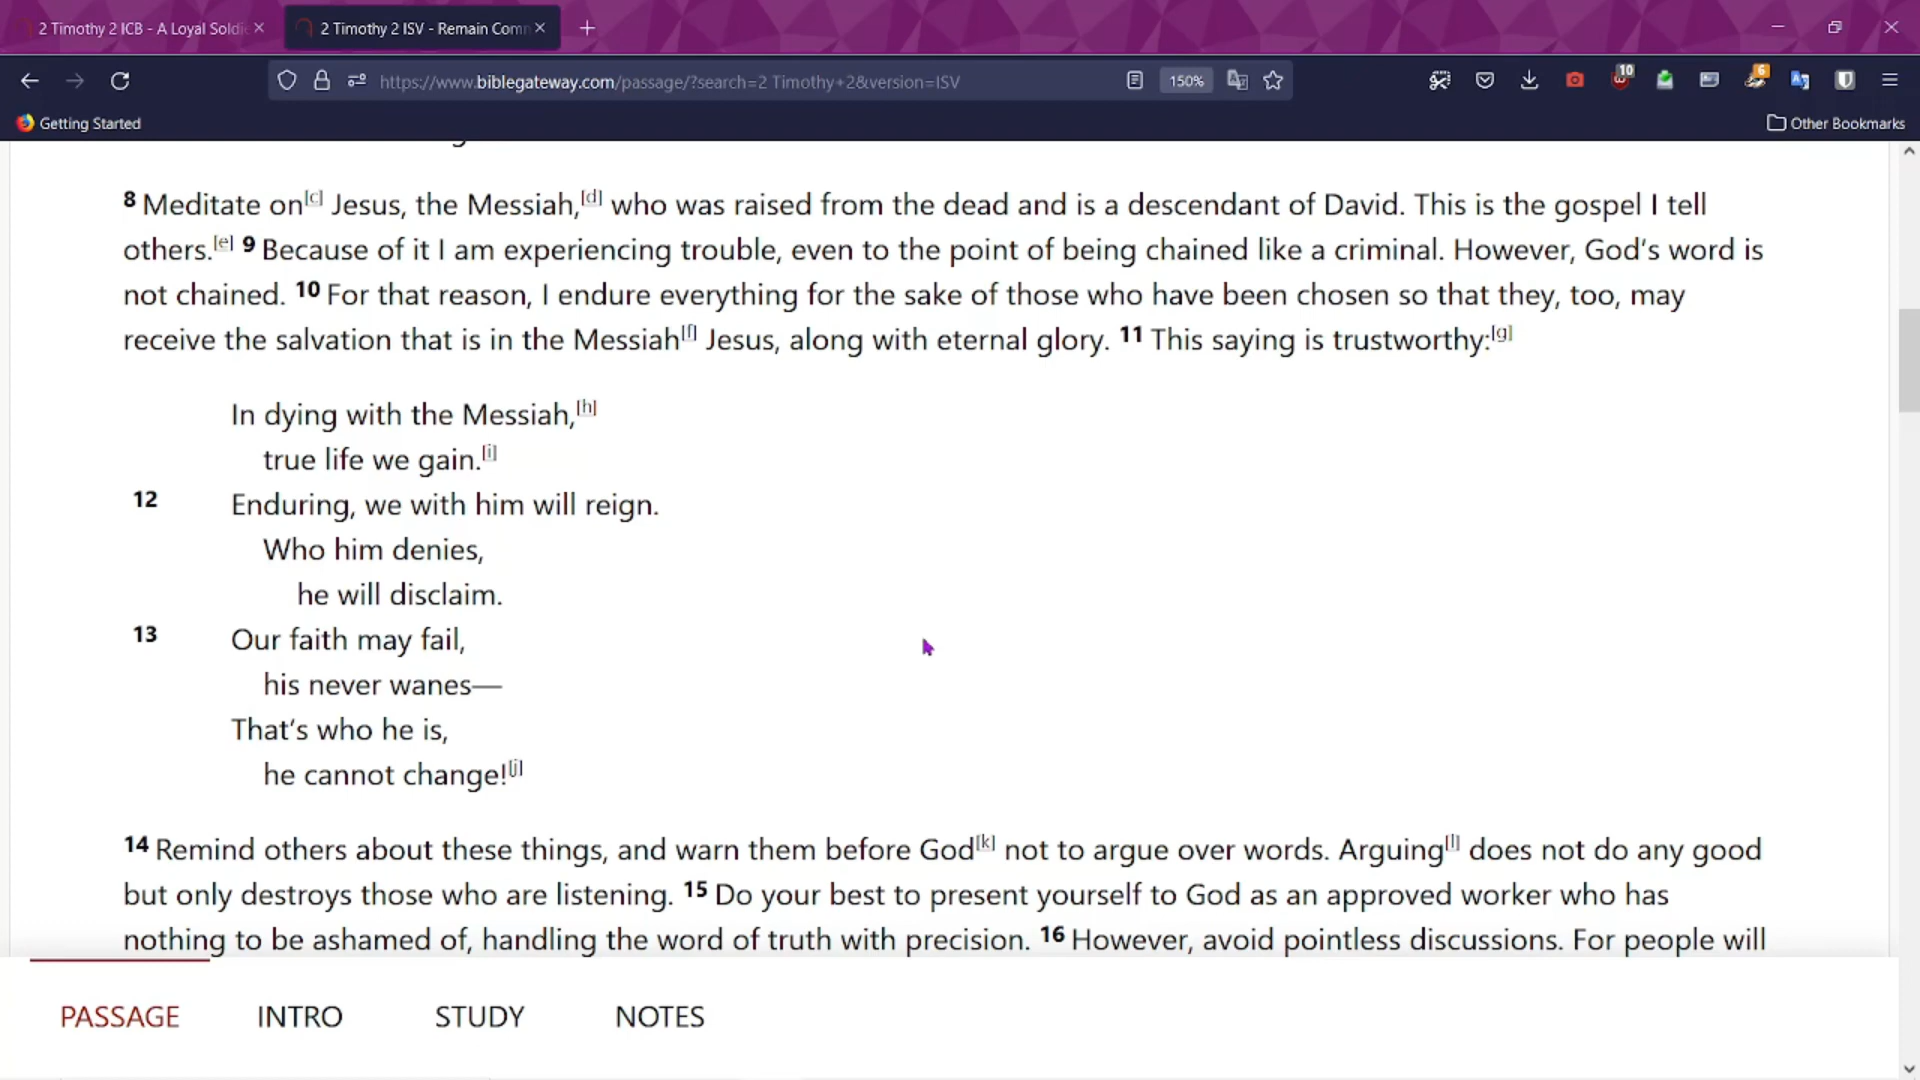 2 Timothy 2 ICB - A Loyal Soldie
2 Timothy 2 ISV - Remain Comm
https://www.biblegateway.com/passage/?search=2 Timothy+2&version=ISV
150%
10
6
Getting Started
Other Bookmarks
8 Meditate on[c] Jesus, the Messiah,[d] who was raised from the dead and is a descendant of David. This is the gospel I tell
others.[e] 9 Because of it I am experiencing trouble, even to the point of being chained like a criminal. However, God’s word is
not chained. 10 For that reason, I endure everything for the sake of those who have been chosen so that they, too, may
receive the salvation that is in the Messiah[f] Jesus, along with eternal glory. 11 This saying is trustworthy:[g]
In dying with the Messiah,[h]
true life we gain.[i]
12 Enduring, we with him will reign.
Who him denies,
he will disclaim.
13 Our faith may fail,
his never wanes—
That’s who he is,
he cannot change![j]
14 Remind others about these things, and warn them before God[k] not to argue over words. Arguing[l] does not do any good
but only destroys those who are listening. 15 Do your best to present yourself to God as an approved worker who has
nothing to be ashamed of, handling the word of truth with precision. 16 However, avoid pointless discussions. For people will
PASSAGE INTRO STUDY NOTES